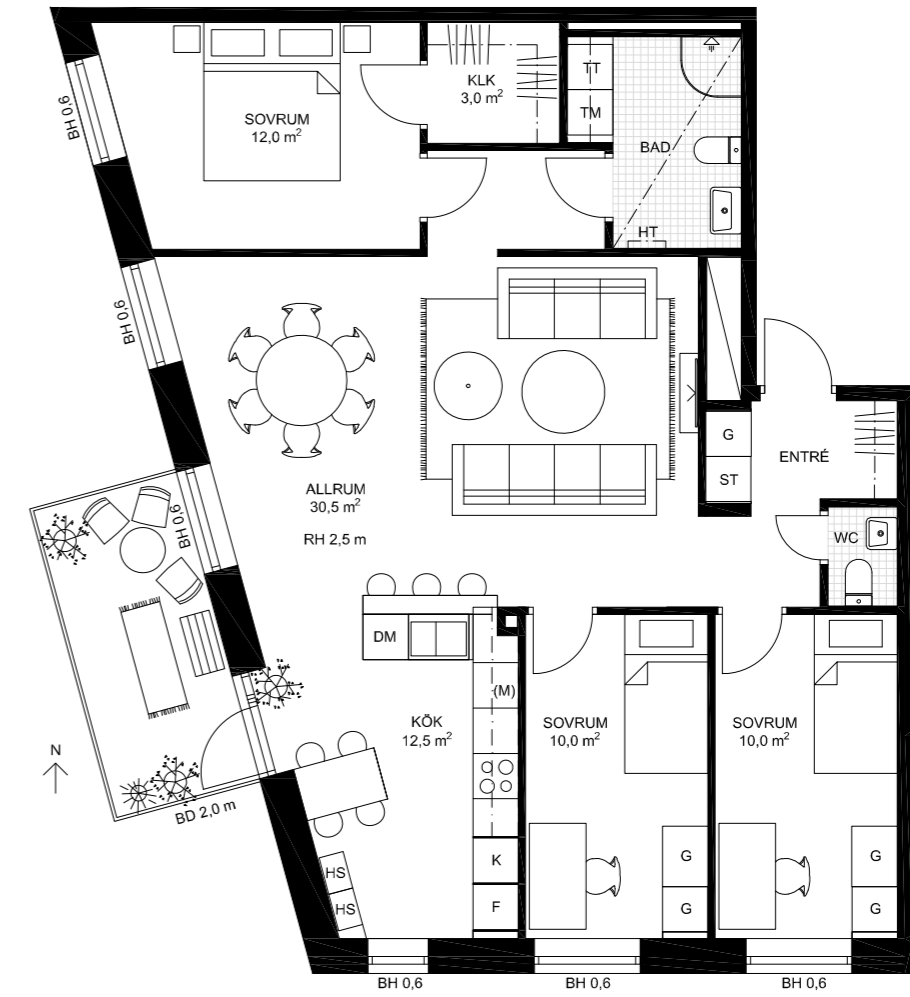 KLK
3,0 m²
TT
TM
SOVRUM
12,0 m²
BH 0,6
BAD
HT
BH 0,6
G
ST
ENTRÉ
ALLRUM
30,5 m²
RH 2,5 m
BH 0,6
WC
DM
(M)
KÖK
12,5 m²
SOVRUM
10,0 m²
SOVRUM
10,0 m²
N
BD 2,0 m
HS
HS
K
F
G
G
G
G
BH 0,6
BH 0,6
BH 0,6